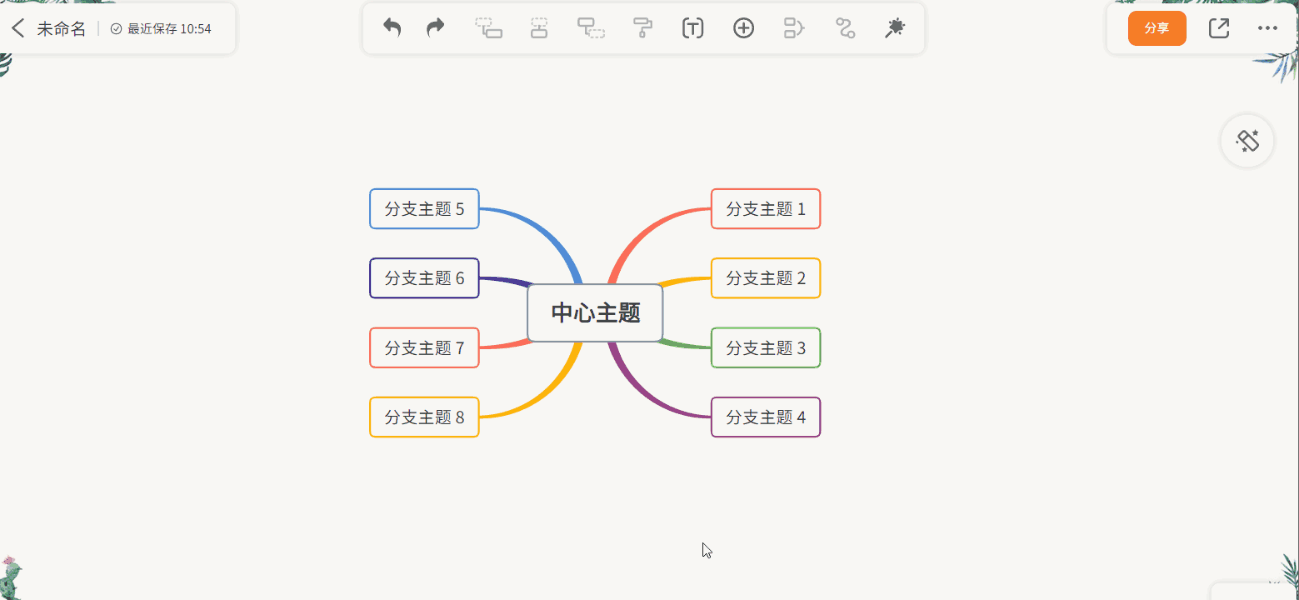 未命名
最近保存 10:54
分享
分支主题 5
分支主题 1
分支主题 6
分支主题 2
中心主题
分支主题 7
分支主题 3
分支主题 8
分支主题 4